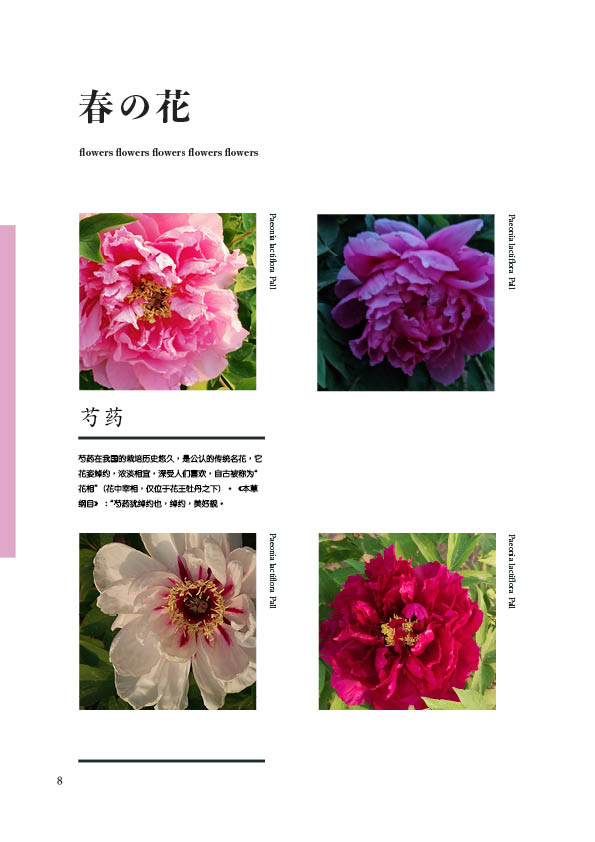 春の花
flowers flowers flowers flowers flowers
Paeonia lactiflora Pall
Paeonia lactiflora Pall
芍药
芍药在我国的栽培历史悠久，是公认的传统名花，它
花姿绰约，浓淡相宜，深受人们喜欢，自古被称为“
花相”（花中宰相，仅位于花王牡丹之下）。《本草
纲目》：“芍药犹绰约也，绰约，美好貌。
Paeonia lactiflora Pall
Paeonia lactiflora Pall
8